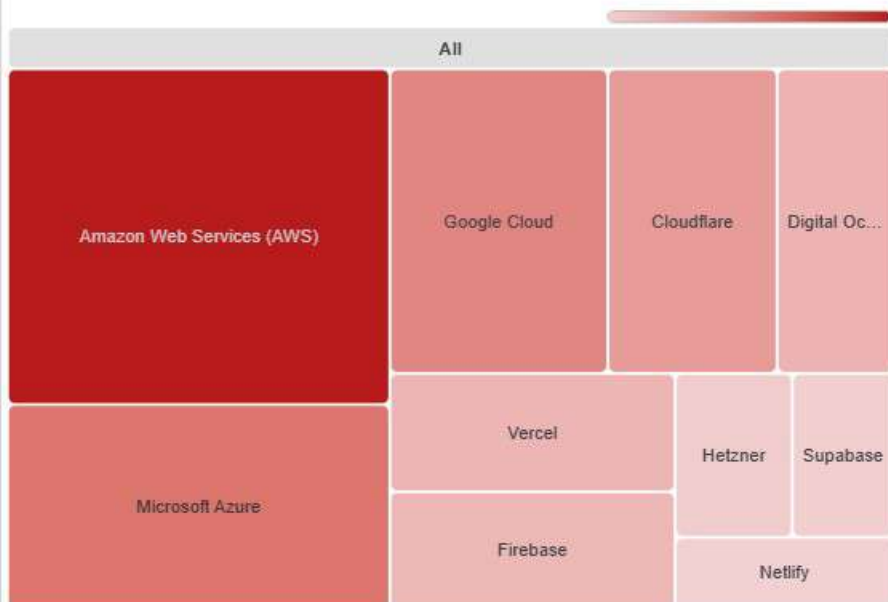 All
Amazon Web Services (AWS)
Google Cloud
Cloudflare
Digital Oc...
Vercel
Hetzner
Supabase
Microsoft Azure
Firebase
Netlify